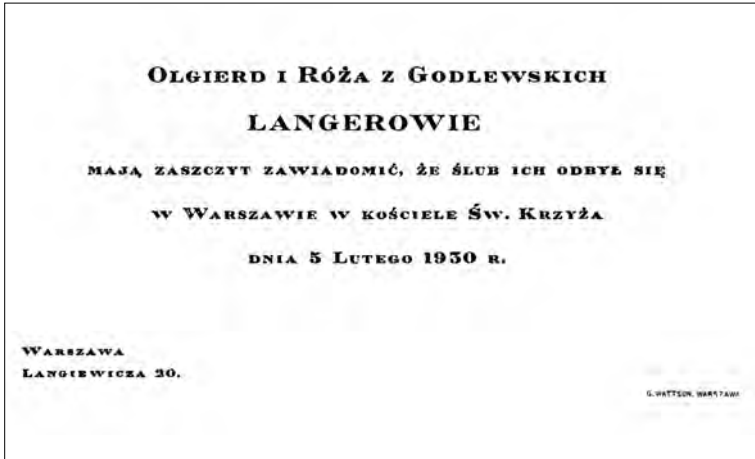 Olgierd i Róża z Godlewskich
LANGEROWIE
mają zaszczyt zawiadomić, że ślub ich odbył się
w Warszawie w kościele Św. Krzyża
dnia 5 Lutego 1930 r.
Warszawa
Langiewicza 20.
G. WATTSON, WARSZAWA